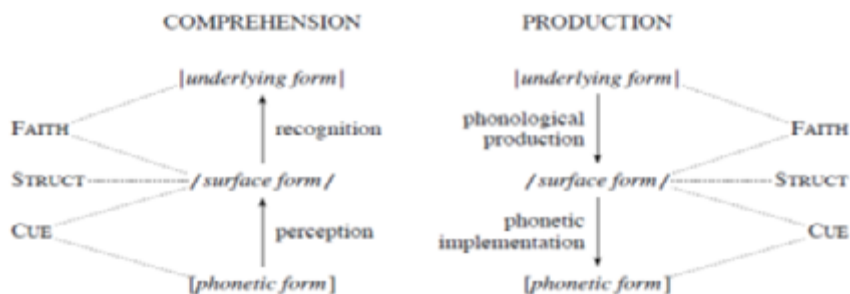 COMPREHENSION PRODUCTION
|underlying form| |underlying form|
FAITH recognition phonological production FAITH
STRUCT /surface form/ /surface form/ STRUCT
CUE perception phonetic implementation CUE
[phonetic form] [phonetic form]